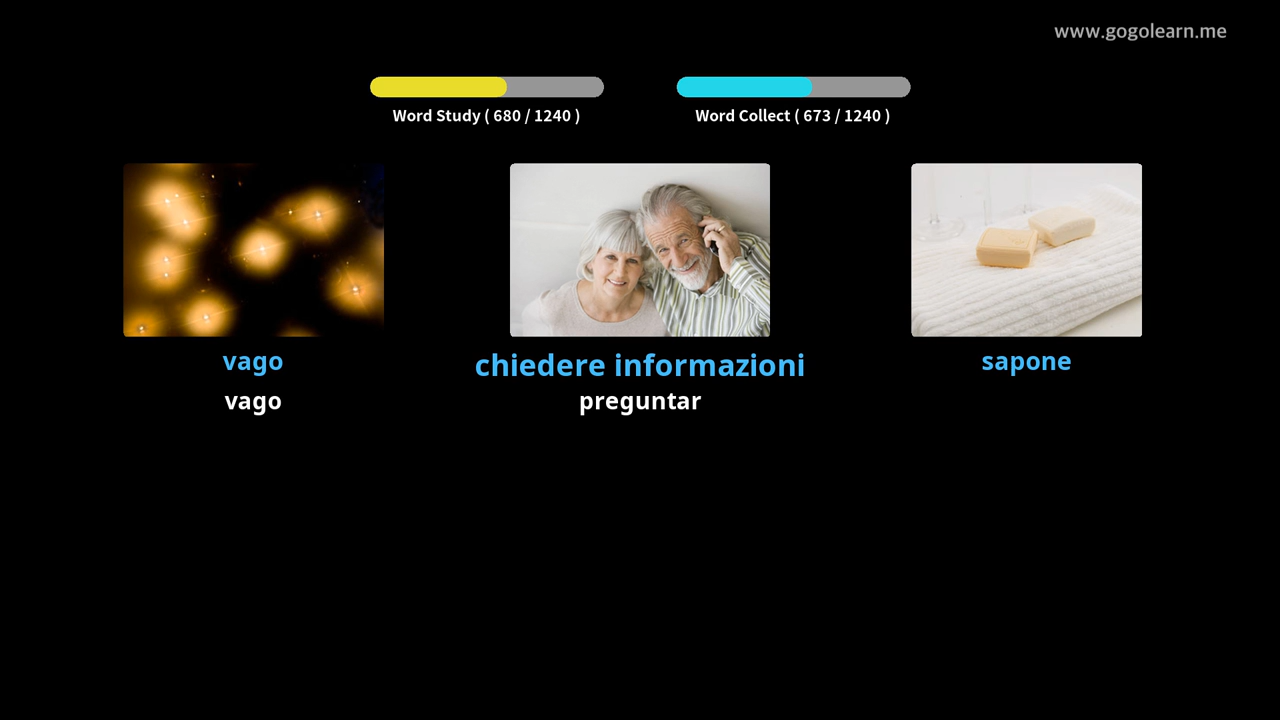 www.gogolearn.me
Word Study ( 680 / 1240 )
Word Collect ( 673 / 1240 )
vago
vago
chiedere informazioni
preguntar
sapone